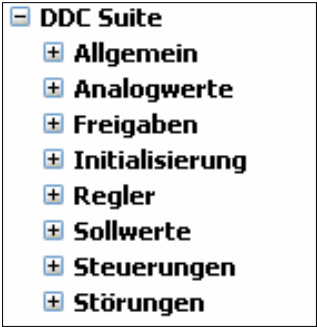 DDC Suite
Allgemein
Analogwerte
Freigaben
Initialisierung
Regler
Sollwerte
Steuerungen
Störungen